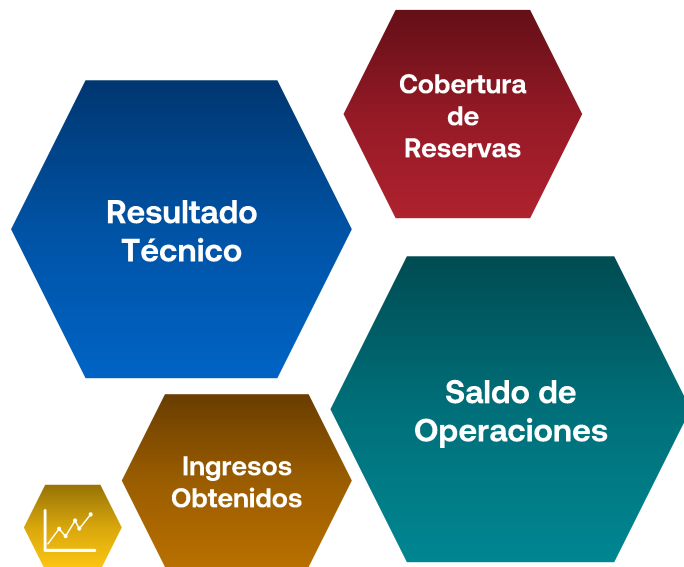 Cobertura
de
Reservas
Resultado
Técnico
Saldo de
Operaciones
Ingresos
Obtenidos